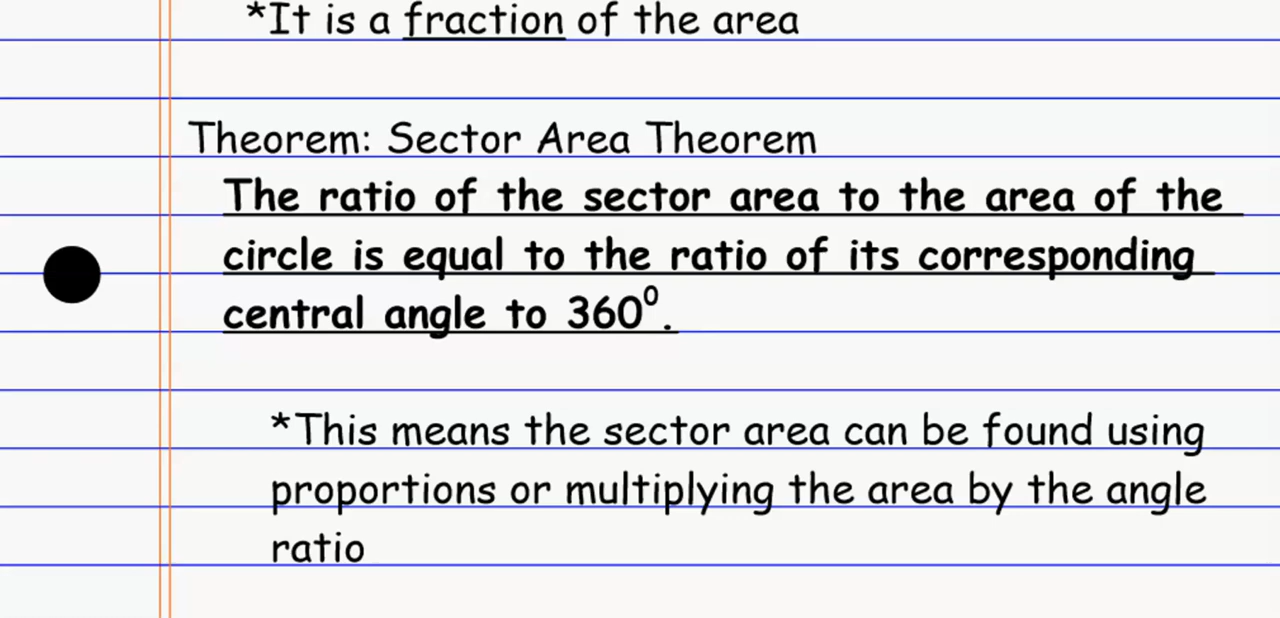 *It is a fraction of the area
Theorem: Sector Area Theorem
The ratio of the sector area to the area of the
circle is equal to the ratio of its corresponding
central angle to 360⁰.
*This means the sector area can be found using
proportions or multiplying the area by the angle
ratio